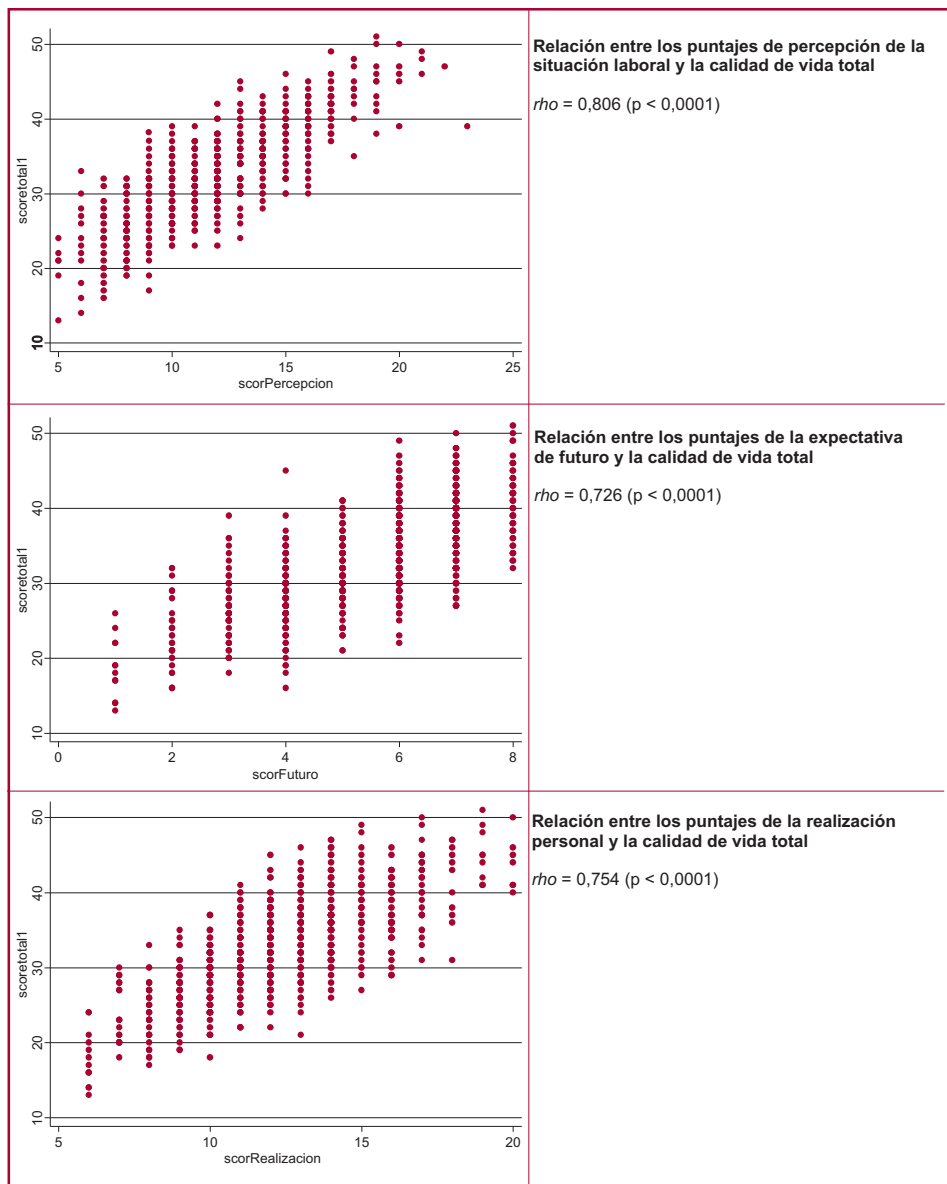 50
40
30
20
10
scoretotal1
5
10
15
20
25
scorPercepcion
Relación entre los puntajes de percepción de la
situación laboral y la calidad de vida total
rho = 0,806 (p < 0,0001)
50
40
30
20
10
scoretotal1
0
2
4
6
8
scorFuturo
Relación entre los puntajes de la expectativa
de futuro y la calidad de vida total
rho = 0,726 (p < 0,0001)
50
40
30
20
10
scoretotal1
5
10
15
20
scorRealizacion
Relación entre los puntajes de la realización
personal y la calidad de vida total
rho = 0,754 (p < 0,0001)